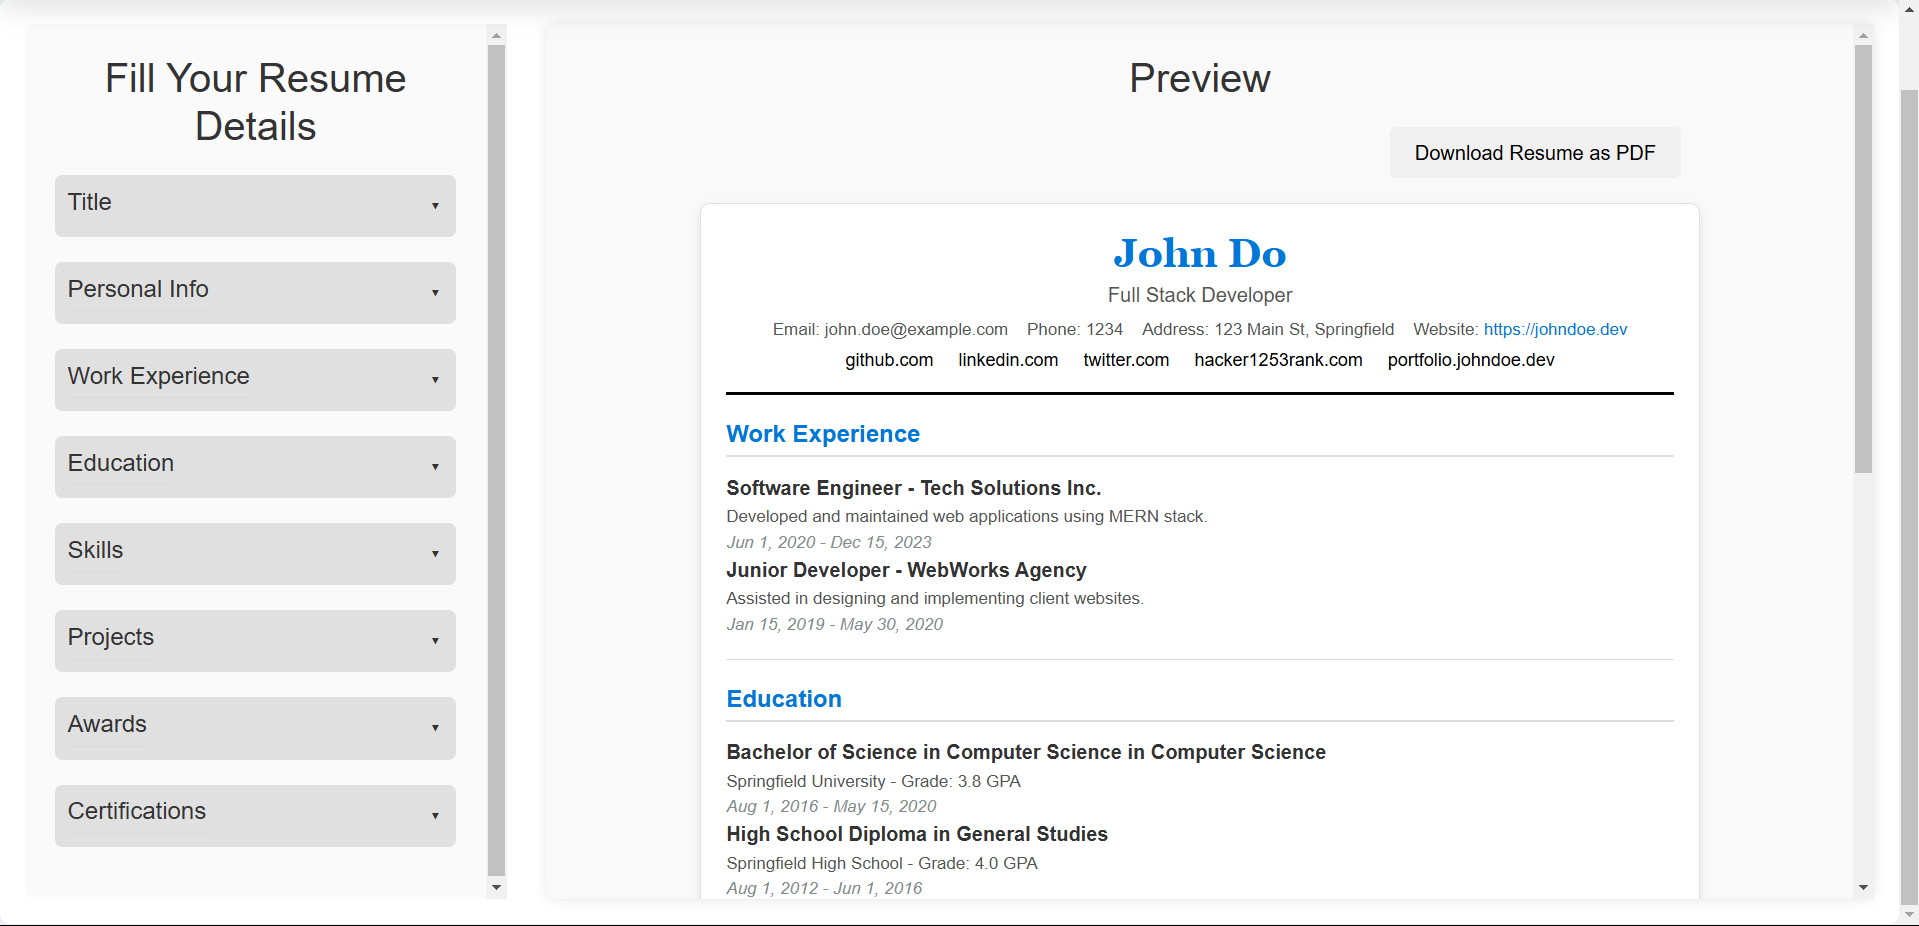 Fill Your Resume
Details
Title
Personal Info
Work Experience
Education
Skills
Projects
Awards
Certifications
Preview
Download Resume as PDF
John Do
Full Stack Developer
Email: john.doe@example.com Phone: 1234 Address: 123 Main St, Springfield Website: https://johndoe.dev
github.com linkedin.com twitter.com hacker1253rank.com portfolio.johndoe.dev
Work Experience
Software Engineer - Tech Solutions Inc.
Developed and maintained web applications using MERN stack.
Jun 1, 2020 - Dec 15, 2023
Junior Developer - WebWorks Agency
Assisted in designing and implementing client websites.
Jan 15, 2019 - May 30, 2020
Education
Bachelor of Science in Computer Science in Computer Science
Springfield University - Grade: 3.8 GPA
Aug 1, 2016 - May 15, 2020
High School Diploma in General Studies
Springfield High School - Grade: 4.0 GPA
Aug 1, 2012 - Jun 1, 2016